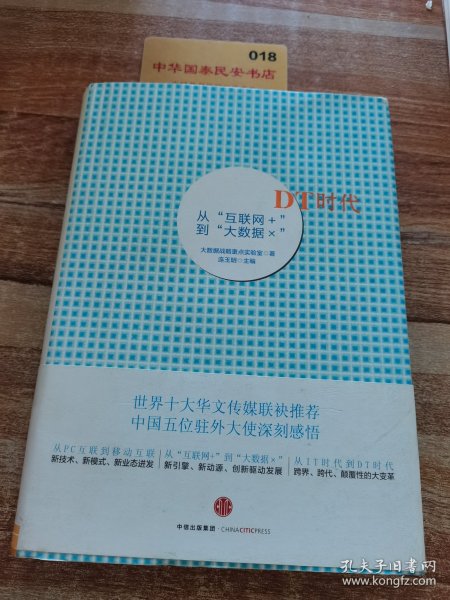 018
中华国泰民安书店
DT时代
从“互联网+”
到“大数据×”
大数据战略重点实验室◎著
连玉明◎主编
世界十大华文传媒联袂推荐
中国五位驻外大使深刻感悟
从PC互联到移动互联
新技术、新模式、新业态迸发
从“互联网+”到“大数据×”
新引擎、新动源、创新驱动发展
从IT时代到DT时代
跨界、跨代、颠覆性的大变革
中信出版集团·CHINACITICPRESS
孔夫子旧书网
www.kongfz.com